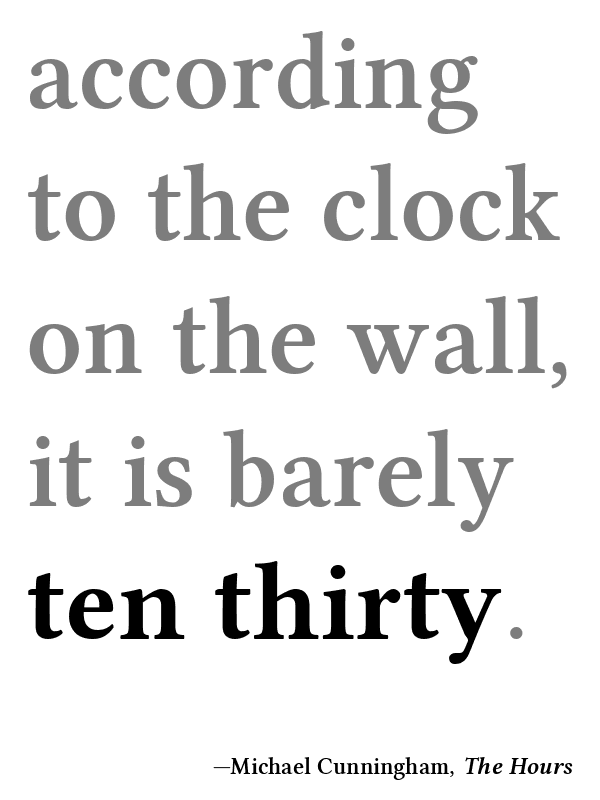 according
to the clock
on the wall,
it is barely
ten thirty.
—Michael Cunningham, The Hours